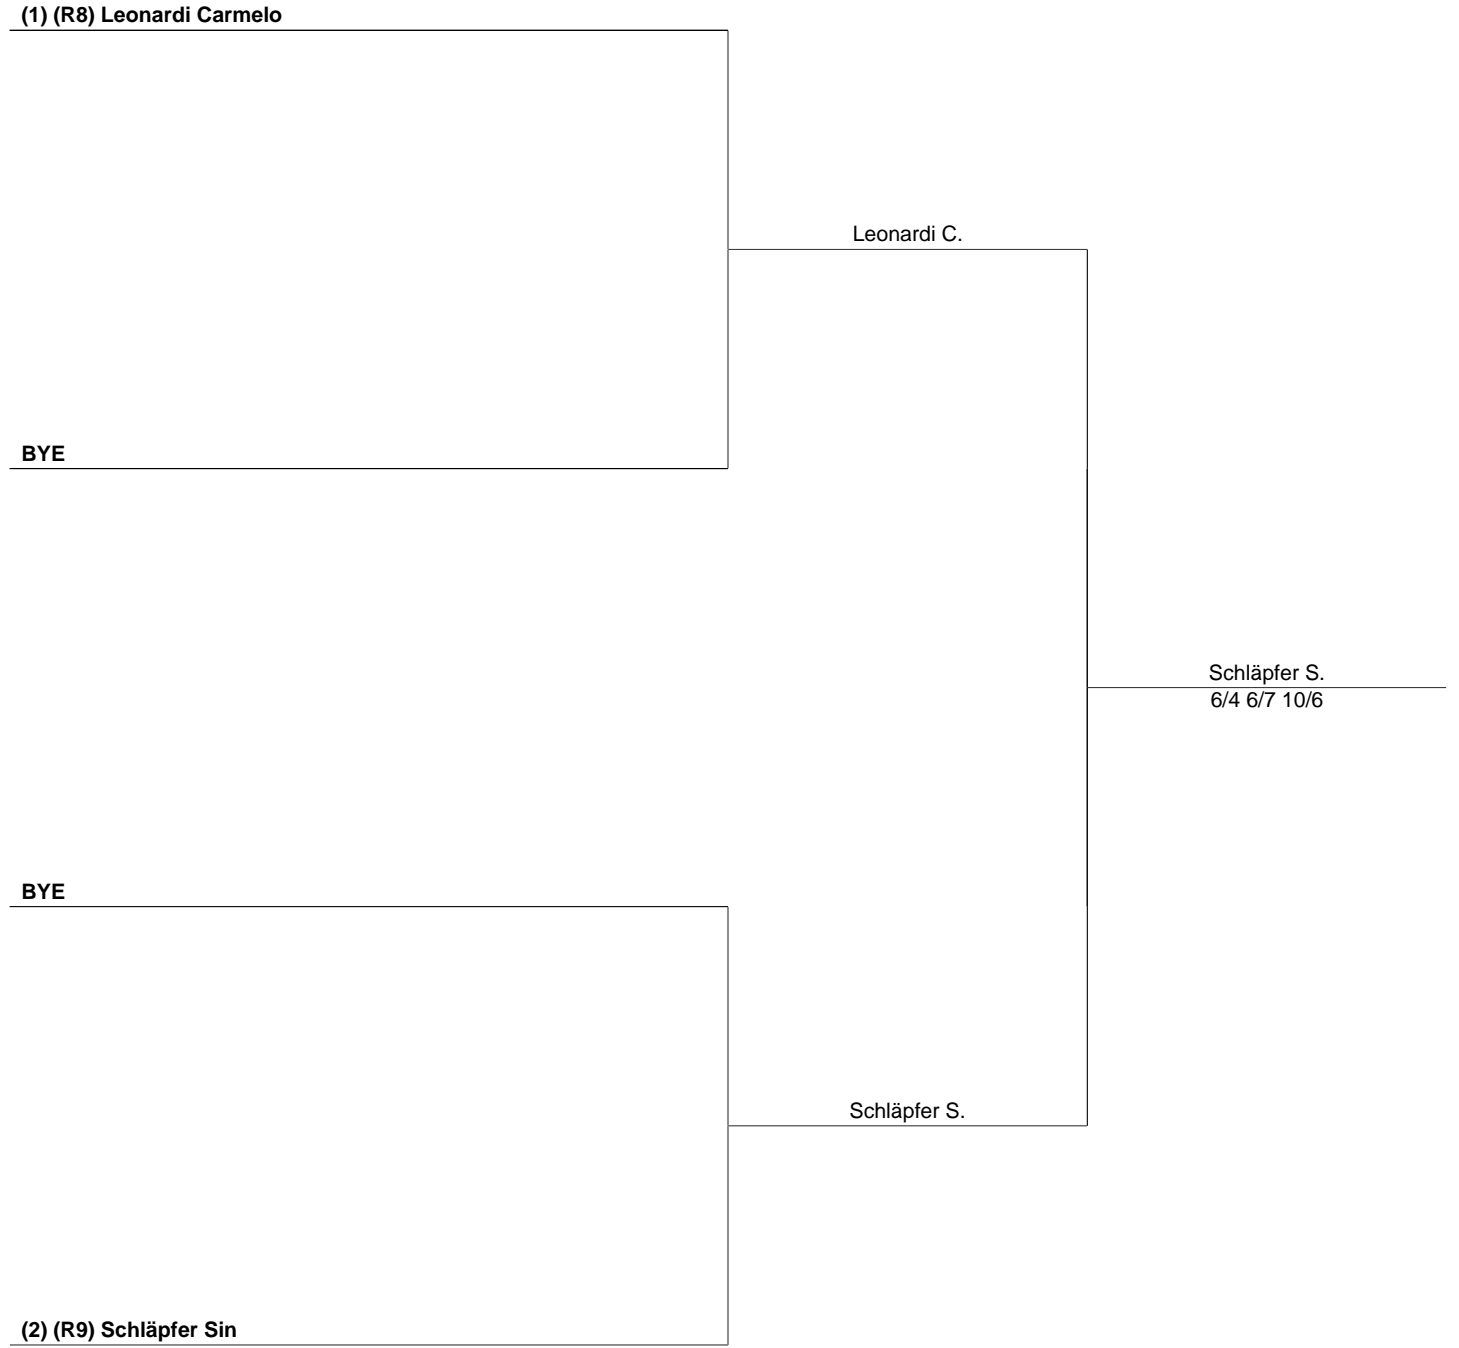 (1) (R8) Leonardi Carmelo
Leonardi C.
BYE
Schläpfer S.
6/4 6/7 10/6
BYE
Schläpfer S.
(2) (R9) Schläpfer Sin